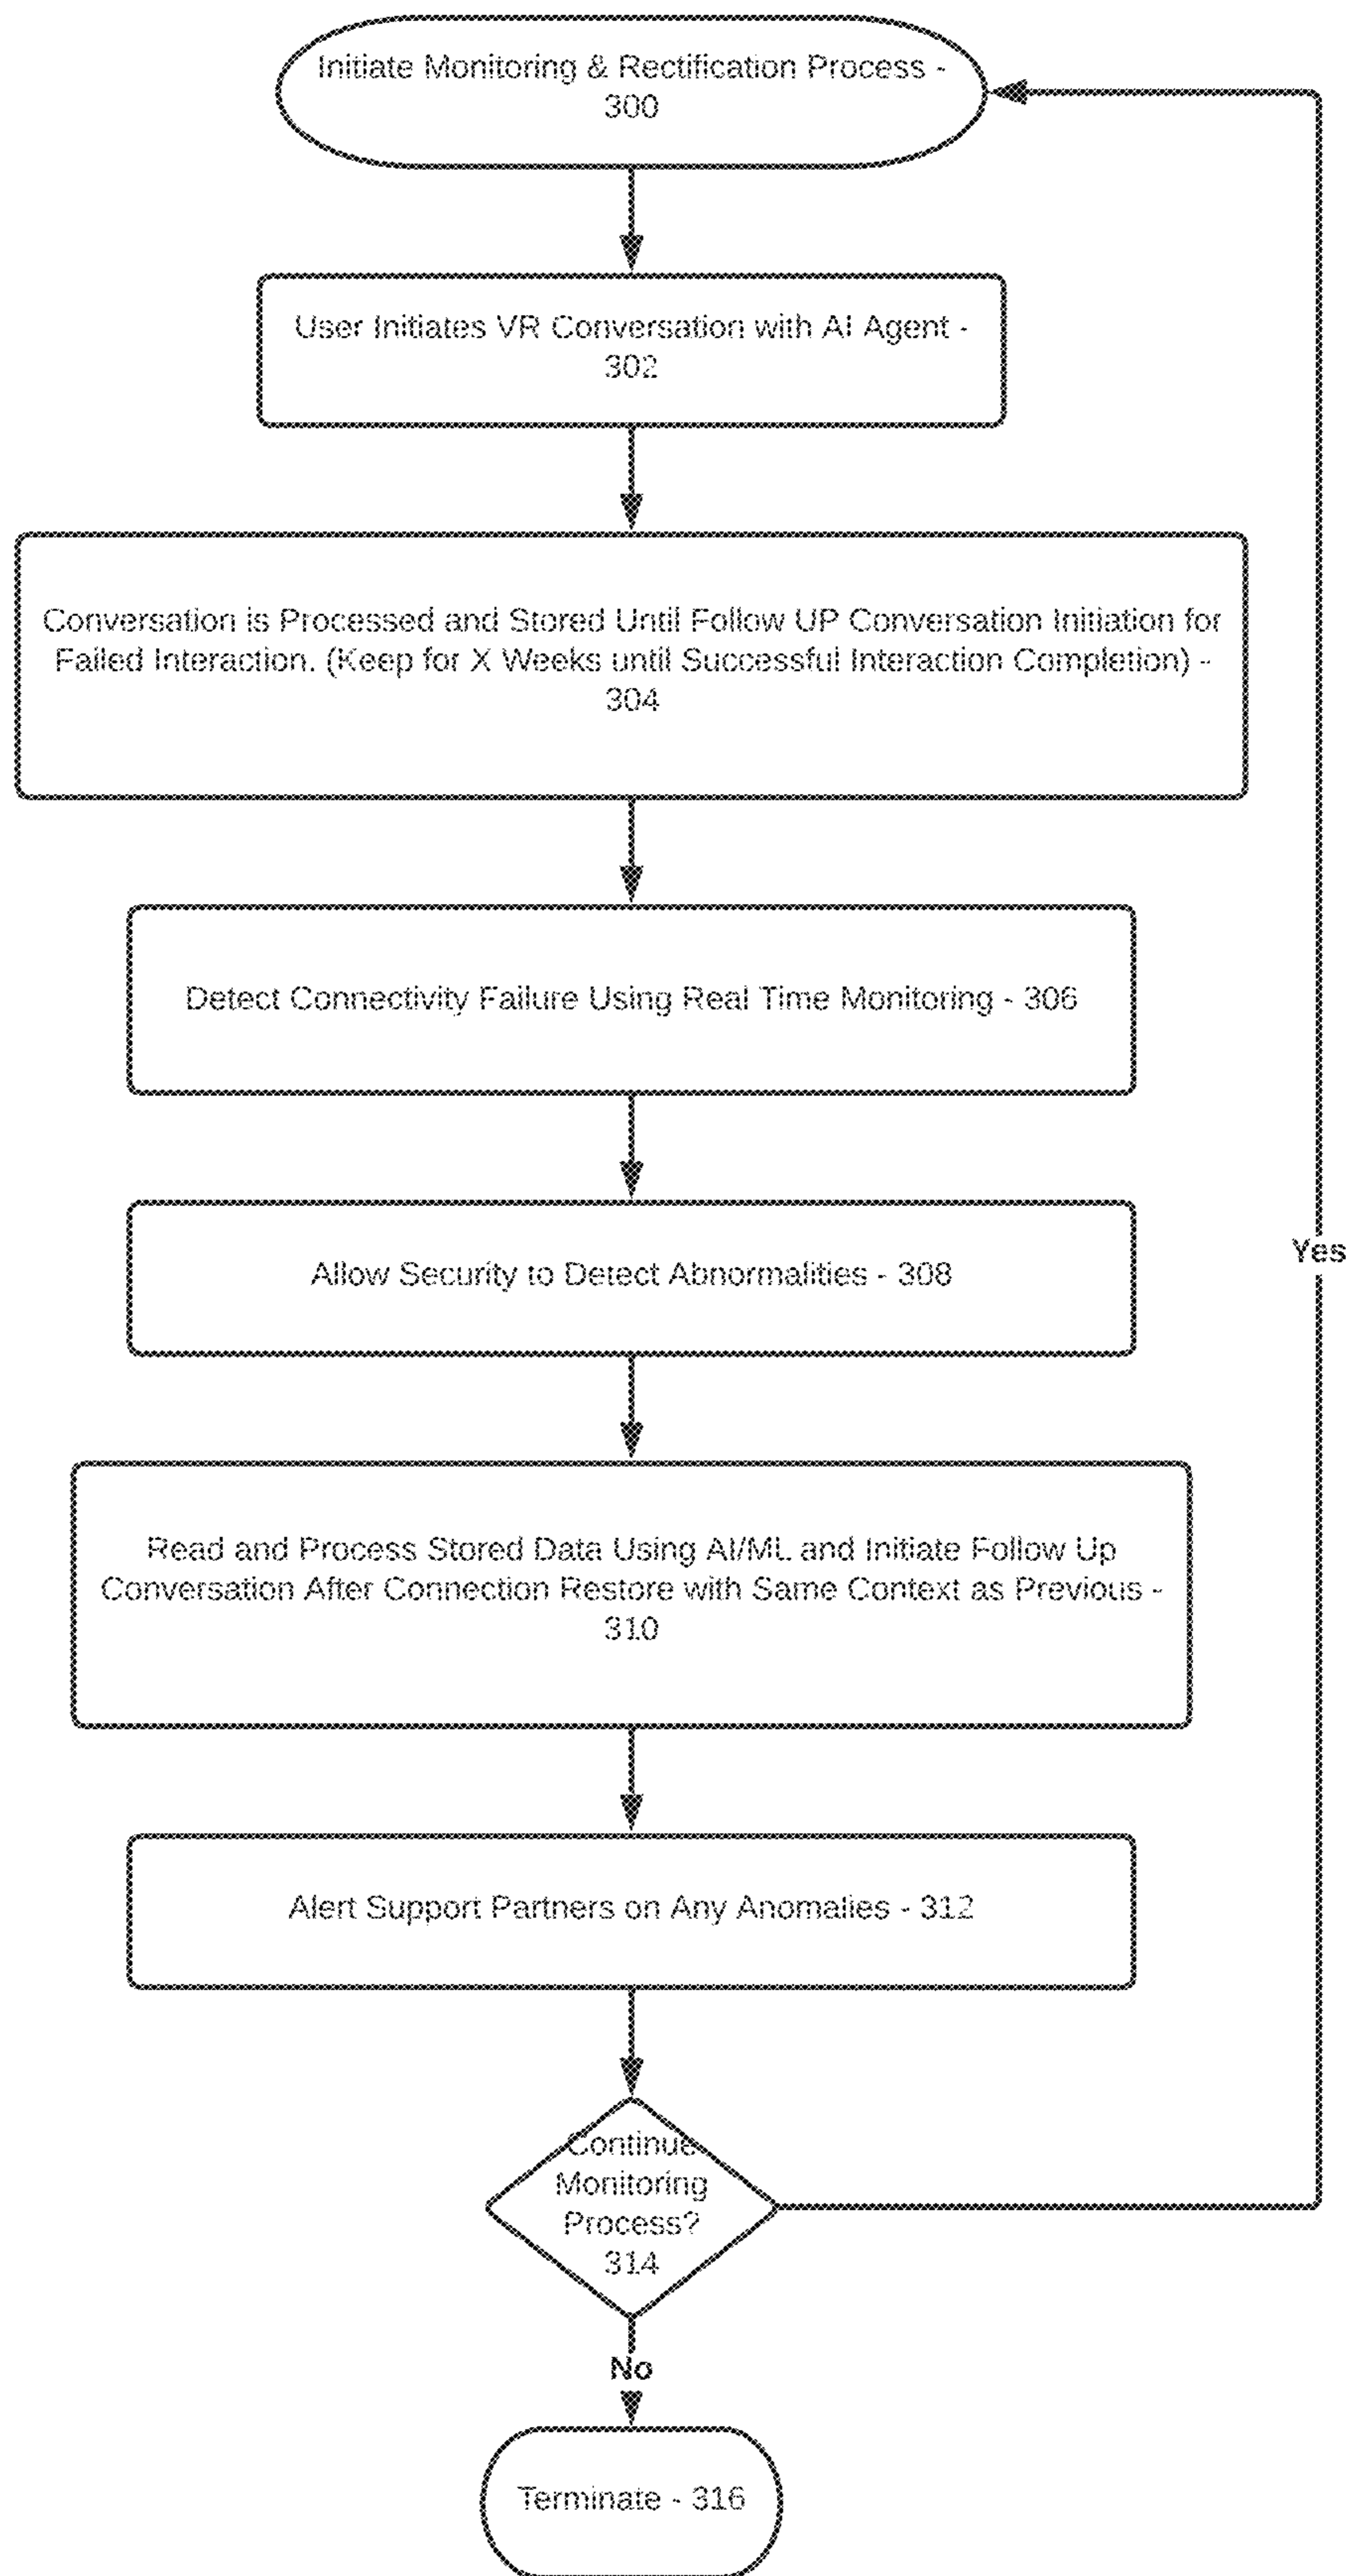 Initiate Monitoring & Rectification Process -
300
User Initiates VR Conversation with AI Agent -
302
Conversation is Processed and Stored Until Follow UP Conversation Initiation for
Failed Interaction. (Keep for X Weeks until Successful Interaction Completion) -
304
Detect Connectivity Failure Using Real Time Monitoring - 306
Allow Security to Detect Abnormalities - 308
Yes
Read and Process Stored Data Using AI/ML and Initiate Follow Up
Conversation After Connection Restore with Same Context as Previous -
310
Alert Support Partners on Any Anomalies - 312
Continue
Monitoring
Process?
314
No
Terminate - 316